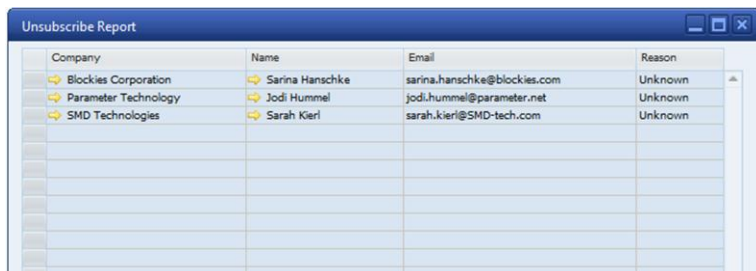 Unsubscribe Report
Company Name Email Reason
Blockies Corporation Sarina Hanschke sarina.hanschke@blockies.com Unknown
Parameter Technology Jodi Hummel jodi.hummel@parameter.net Unknown
SMD Technologies Sarah Kierl sarah.kierl@SMD-tech.com Unknown